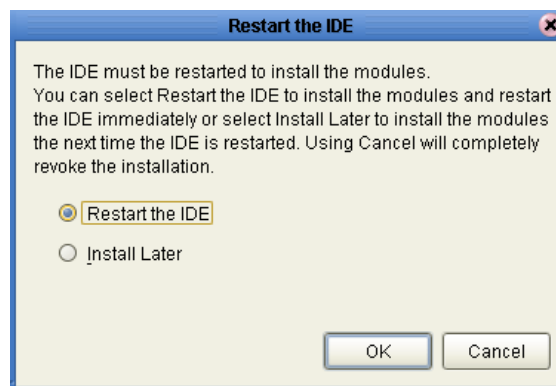 Restart the IDE
The IDE must be restarted to install the modules.
You can select Restart the IDE to install the modules and restart
the IDE immediately or select Install Later to install the modules
the next time the IDE is restarted. Using Cancel will completely
revoke the installation.
Restart the IDE
Install Later
OK Cancel